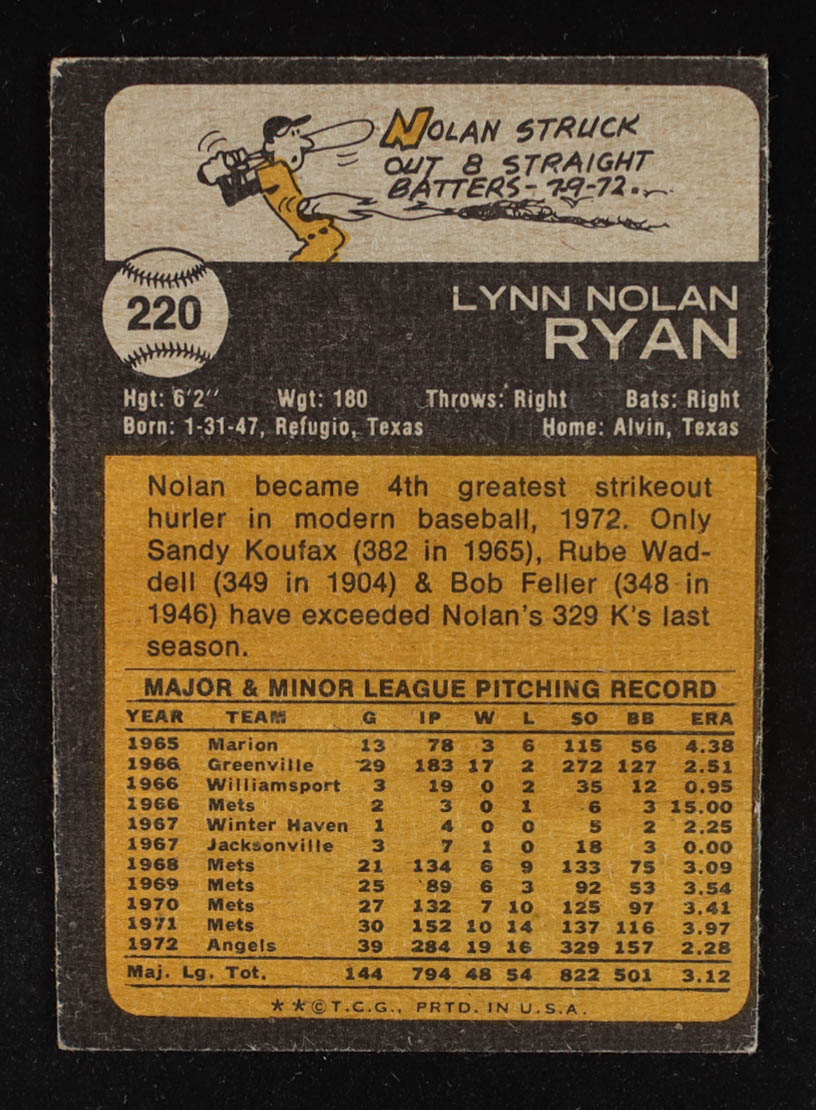 NOLAN STRUCK
OUT 8 STRAIGHT
BATTERS-7-9-72...
220
LYNN NOLAN
RYAN
Hgt: 6'2" Wgt: 180 Throws: Right Bats: Right
Born: 1-31-47, Refugio, Texas Home: Alvin, Texas
Nolan became 4th greatest strikeout
hurler in modern baseball, 1972. Only
Sandy Koufax (382 in 1965), Rube Wad-
dell (349 in 1904) & Bob Feller (348 in
1946) have exceeded Nolan's 329 K's last
season.
MAJOR & MINOR LEAGUE PITCHING RECORD
YEAR TEAM G IP W L SO BB ERA
1965 Marion 13 78 3 6 115 56 4.38
1966 Greenville 29 183 17 2 272 127 2.51
1966 Williamsport 3 19 0 2 35 12 0.95
1966 Mets 2 3 0 1 6 3 15.00
1967 Winter Haven 1 4 0 0 5 2 2.25
1967 Jacksonville 3 7 1 0 18 3 0.00
1968 Mets 21 134 6 9 133 75 3.09
1969 Mets 25 89 6 3 92 53 3.54
1970 Mets 27 132 7 10 125 97 3.41
1971 Mets 30 152 10 14 137 116 3.97
1972 Angels 39 284 19 16 329 157 2.28
Maj. Lg. Tot. 144 794 48 54 822 501 3.12
**©T.C.G., PRTD. IN U.S.A.